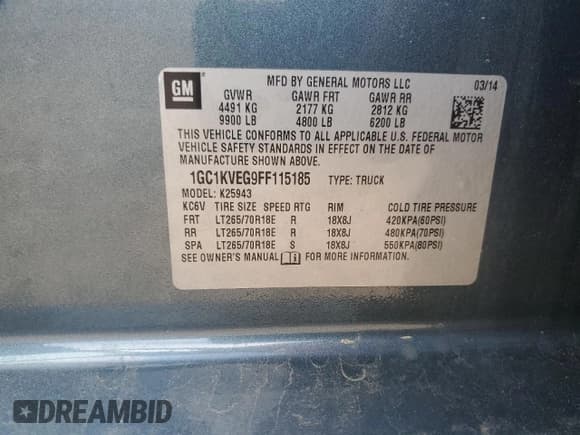 GM
MFD BY GENERAL MOTORS LLC 03/14
GVWR GAWR FRT GAWR RR
4491 KG 2177 KG 2812 KG
9900 LB 4800 LB 6200 LB
THIS VEHICLE CONFORMS TO ALL APPLICABLE U.S. FEDERAL MOTOR
VEHICLE SAFETY STANDARDS IN EFFECT ON THE DATE OF
MANUFACTURE SHOWN ABOVE.
1GC1KVEG9FF115185 TYPE: TRUCK
MODEL: K25943
KC6V TIRE SIZE SPEED RTG RIM COLD TIRE PRESSURE
FRT LT265/70R18E R 18X8J 420KPA(60PSI)
RR LT265/70R18E R 18X8J 480KPA(70PSI)
SPA LT265/70R18E S 18X8J 550KPA(80PSI)
SEE OWNER'S MANUAL FOR MORE INFORMATION.
DREAMBID